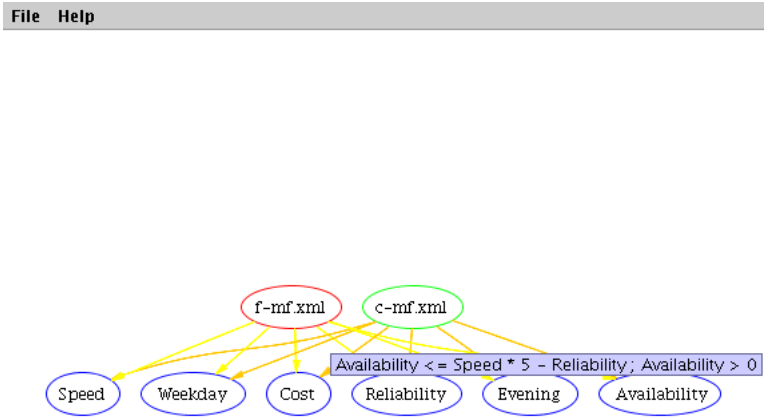 File Help
f-mf.xml c-mf.xml
Availability <= Speed * 5 - Reliability; Availability > 0
Speed Weekday Cost Reliability Evening Availability